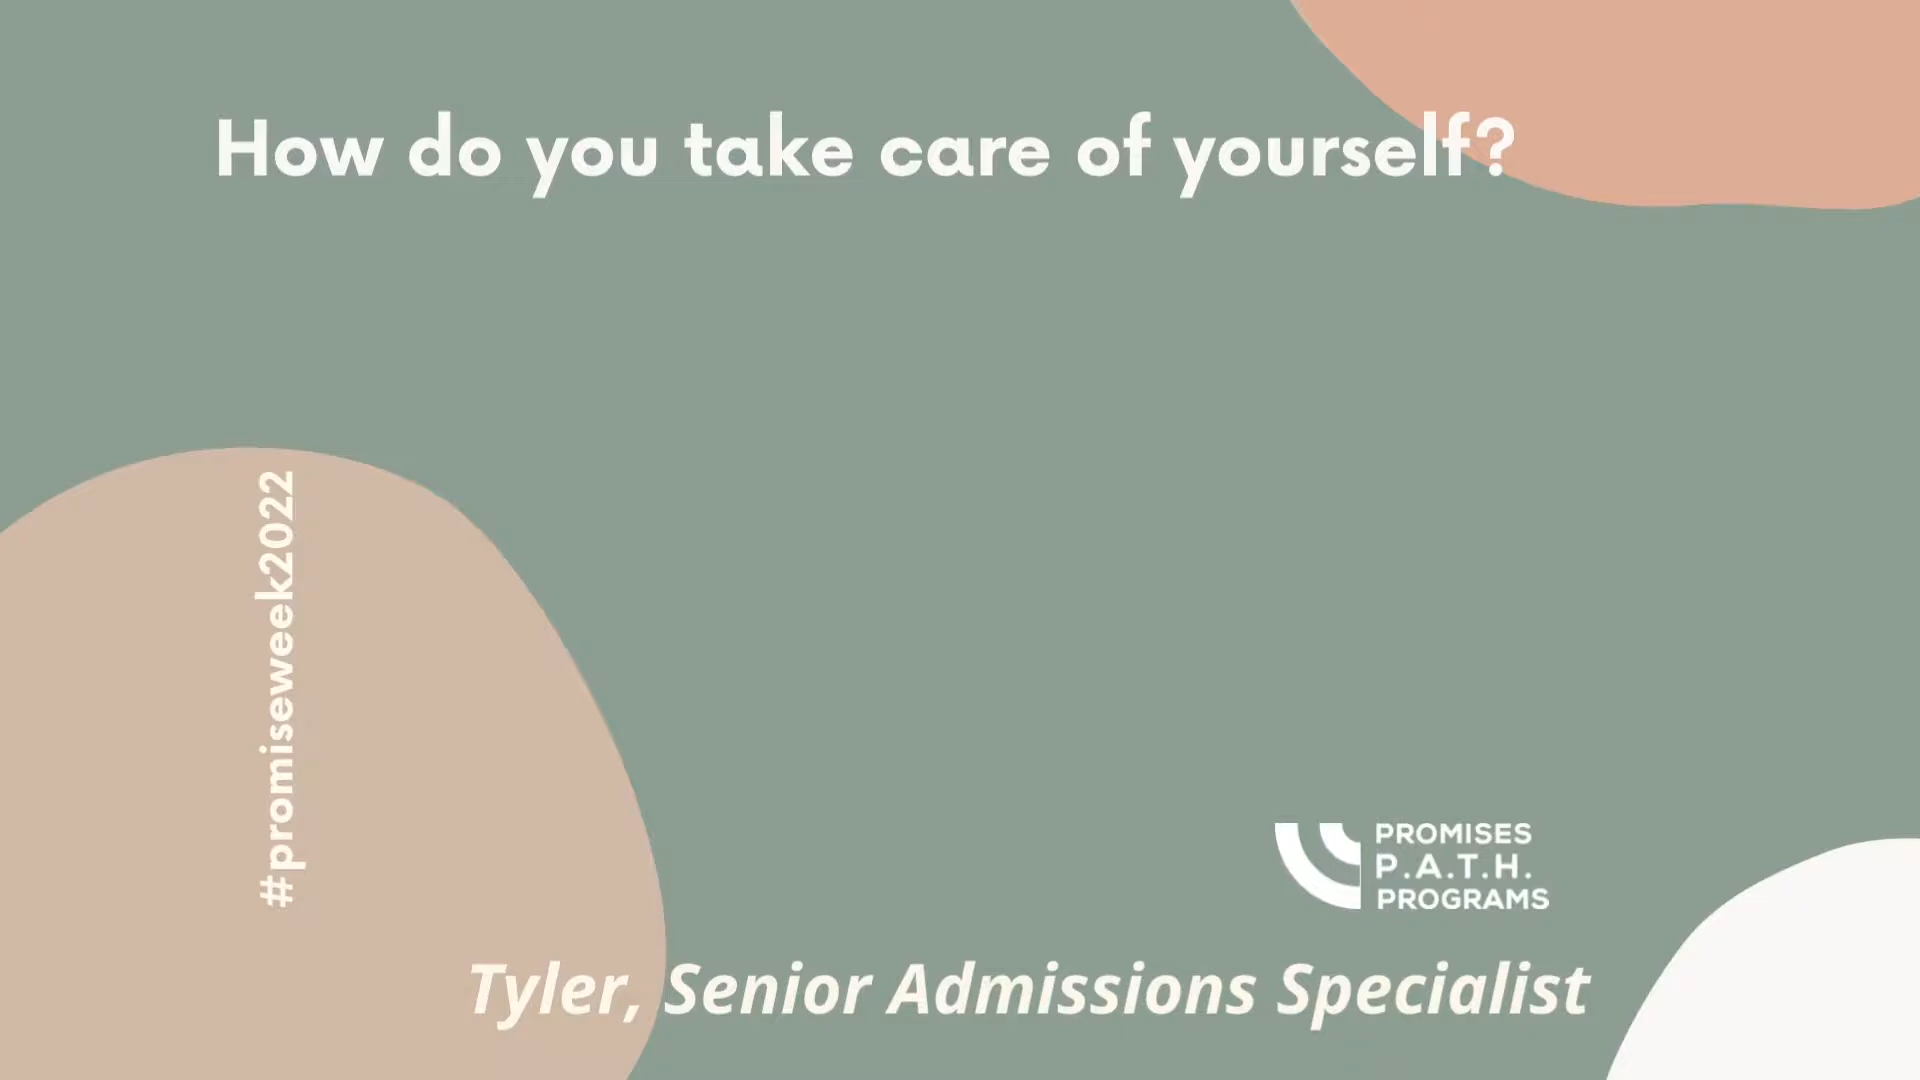 How do you take care of yourself?
#promiseweek2022
PROMISES
P.A.T.H.
PROGRAMS
Tyler, Senior Admissions Specialist